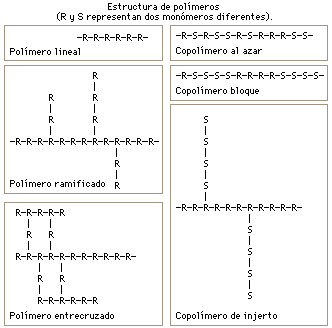 Estructura de polímeros
(R y S representan dos monómeros diferentes).
–R–R–R–R–R–R–
Polímero lineal
–R–S–R–S–R–R–S–R–R–R–S–S–
Copolímero al azar
–R–S–S–S–S–R–R–R–R–S–S–S–S–
Copolímero bloque
R
R R
R R
–R–R–R–R–R–R–R–R–R–R–R–R–R–
R
R
Polímero ramificado
S
S
S
S
–R–R–R–R–R–R–R–R–R–R–R–
S
S
S
S
Copolímero de injerto
R–R–R–R–R
R R
R–R–R–R–R–R–R–R–R–R–R–
R R
R–R–R–R–R–R
Polímero entrecruzado